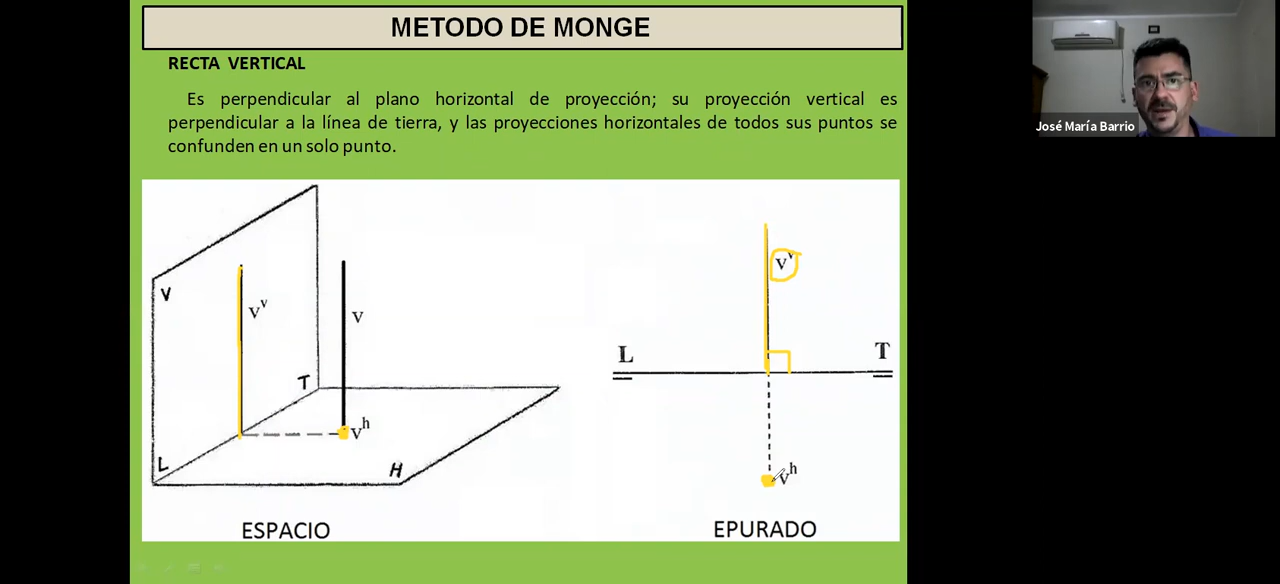 METODO DE MONGE
RECTA VERTICAL
Es perpendicular al plano horizontal de proyección; su proyección vertical es
perpendicular a la línea de tierra, y las proyecciones horizontales de todos sus puntos se
confunden en un solo punto.
José María Barrio
V
v^v
v
T
v^h
L
H
ESPACIO
v^v
L
T
v^h
EPURADO